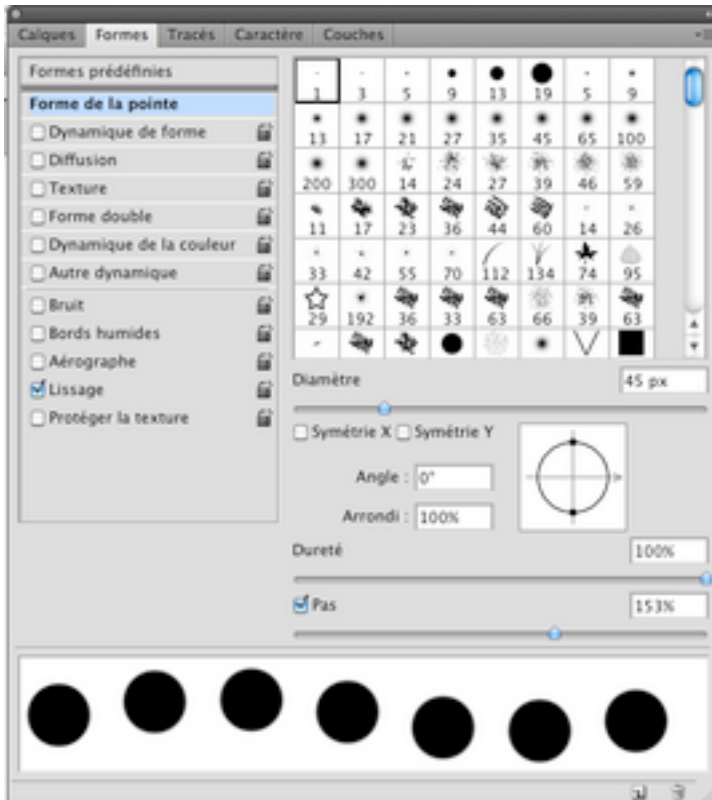 Calques Formes Tracés Caractère Couches
Formes prédéfinies
Forme de la pointe
Dynamique de forme
Diffusion
Texture
Forme double
Dynamique de la couleur
Autre dynamique
Bruit
Bords humides
Aérographe
Lissage
Protéger la texture
1 3 5 9 13 19 5 9
13 17 21 27 35 45 65 100
200 300 14 24 27 39 46 59
11 17 23 36 44 60 14 26
33 42 55 70 112 134 74 95
29 192 36 33 63 66 39 63
Diamètre 45 px
Symétrie X Symétrie Y
Angle : 0°
Arrondi : 100%
Dureté 100%
Pas 153%